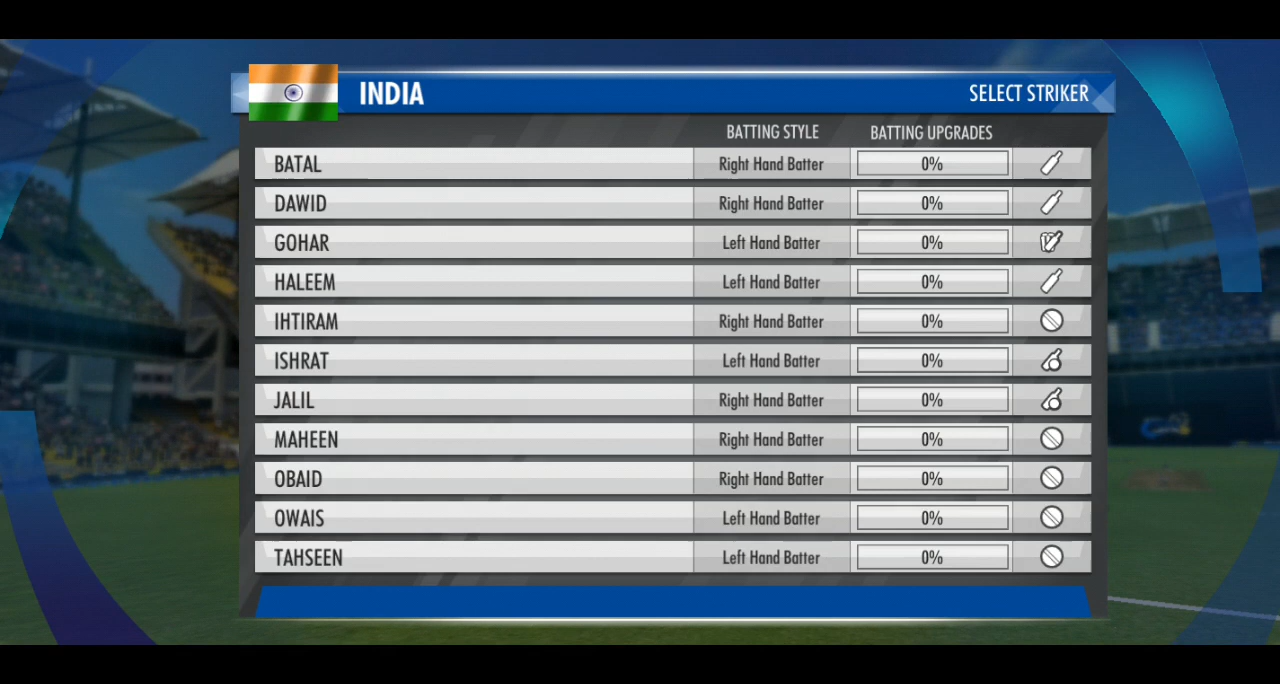 INDIA SELECT STRIKER
BATTING STYLE BATTING UPGRADES
BATAL Right Hand Batter 0%
DAWID Right Hand Batter 0%
GOHAR Left Hand Batter 0%
HALEEM Left Hand Batter 0%
IHTIRAM Right Hand Batter 0%
ISHRAT Left Hand Batter 0%
JALIL Right Hand Batter 0%
MAHEEN Right Hand Batter 0%
OBAID Right Hand Batter 0%
OWAIS Left Hand Batter 0%
TAHSEEN Left Hand Batter 0%